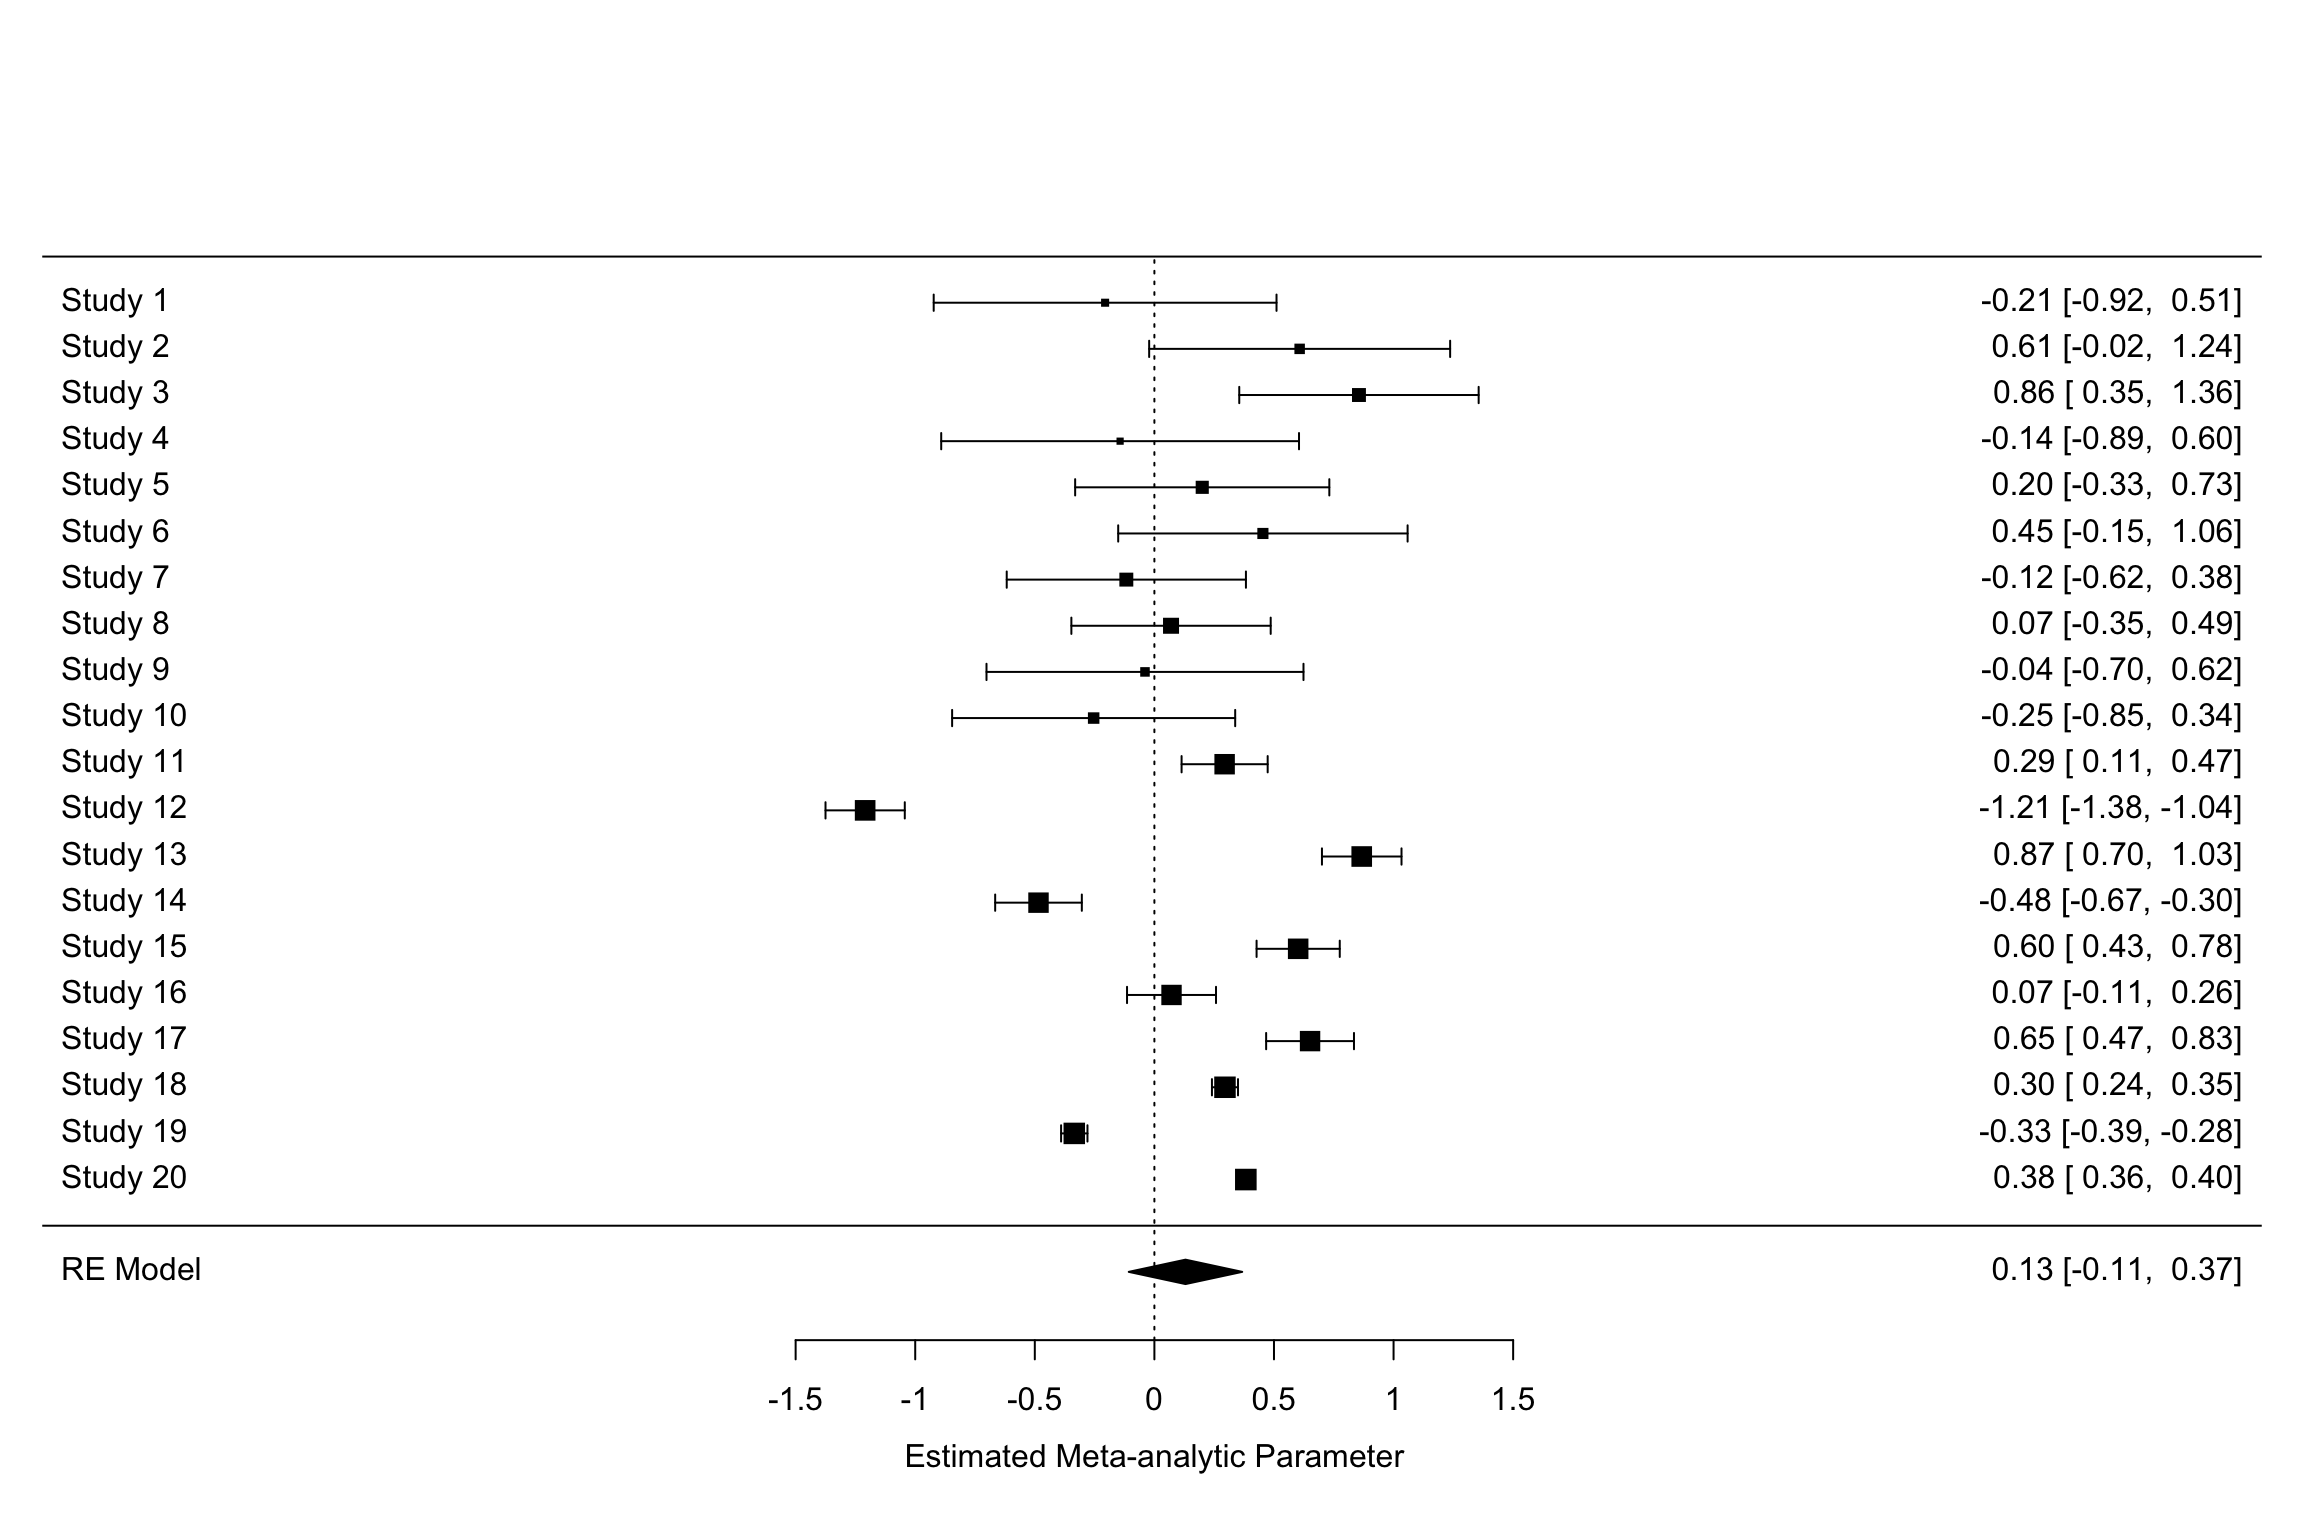 Study 1 -0.21 [-0.92, 0.51]
Study 2 0.61 [-0.02, 1.24]
Study 3 0.86 [ 0.35, 1.36]
Study 4 -0.14 [-0.89, 0.60]
Study 5 0.20 [-0.33, 0.73]
Study 6 0.45 [-0.15, 1.06]
Study 7 -0.12 [-0.62, 0.38]
Study 8 0.07 [-0.35, 0.49]
Study 9 -0.04 [-0.70, 0.62]
Study 10 -0.25 [-0.85, 0.34]
Study 11 0.29 [ 0.11, 0.47]
Study 12 -1.21 [-1.38, -1.04]
Study 13 0.87 [ 0.70, 1.03]
Study 14 -0.48 [-0.67, -0.30]
Study 15 0.60 [ 0.43, 0.78]
Study 16 0.07 [-0.11, 0.26]
Study 17 0.65 [ 0.47, 0.83]
Study 18 0.30 [ 0.24, 0.35]
Study 19 -0.33 [-0.39, -0.28]
Study 20 0.38 [ 0.36, 0.40]
RE Model 0.13 [-0.11, 0.37]
-1.5 -1 -0.5 0 0.5 1 1.5
Estimated Meta-analytic Parameter